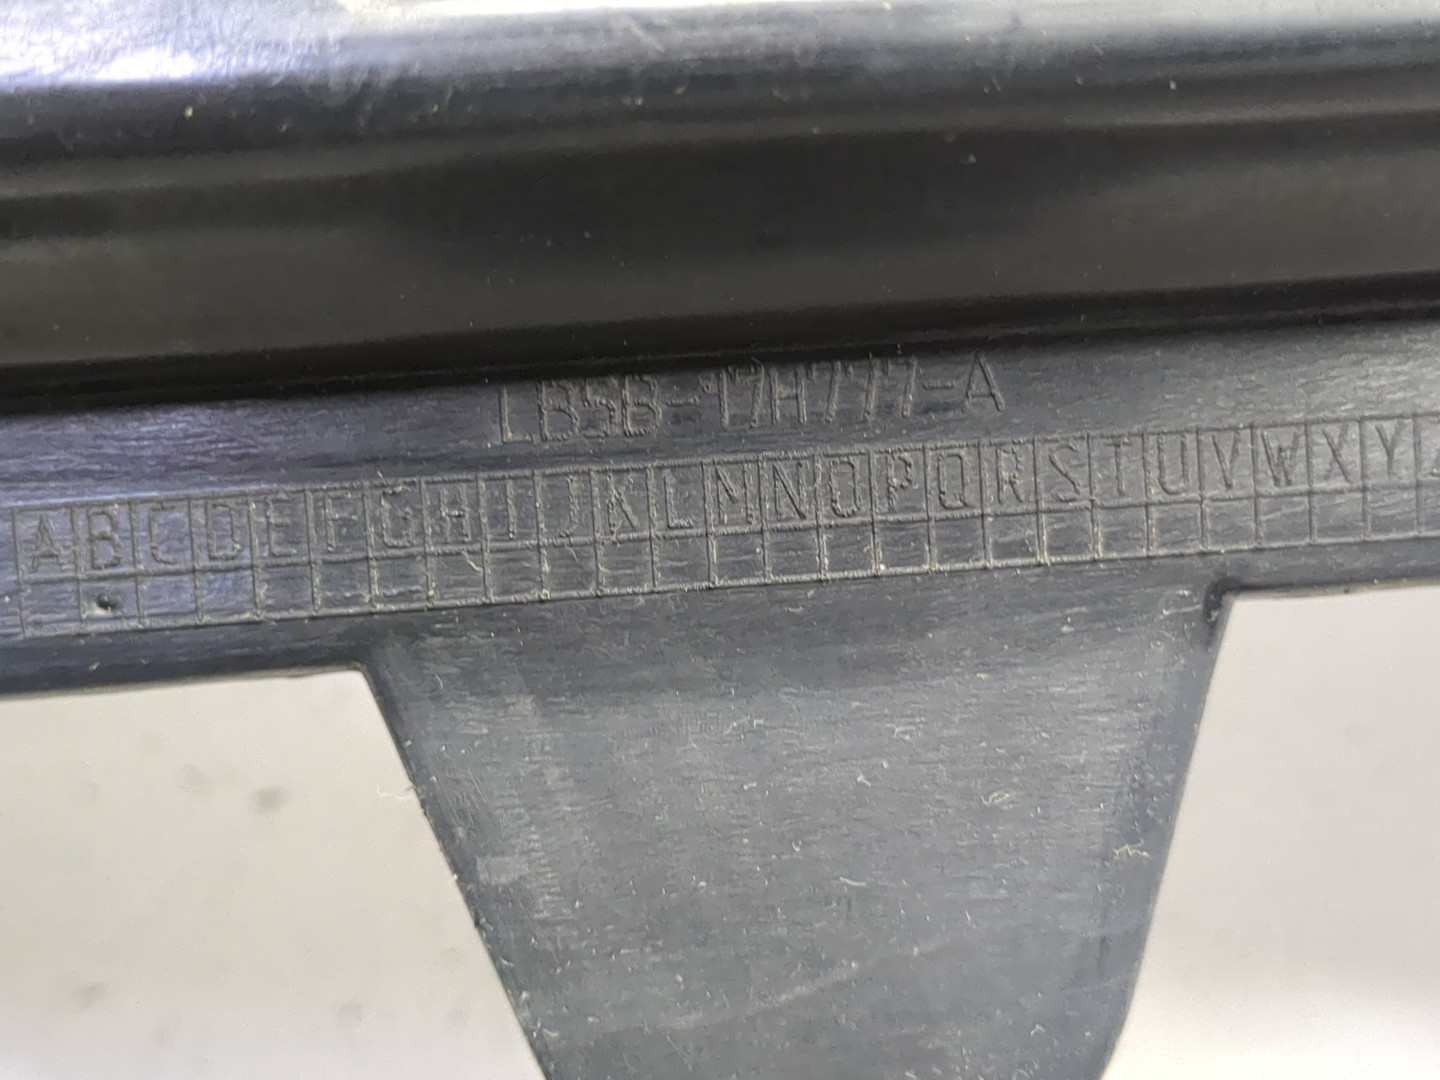 LB5B-17H777-A
A B C D E F G H I J K L M N O P Q R S T U V W X Y